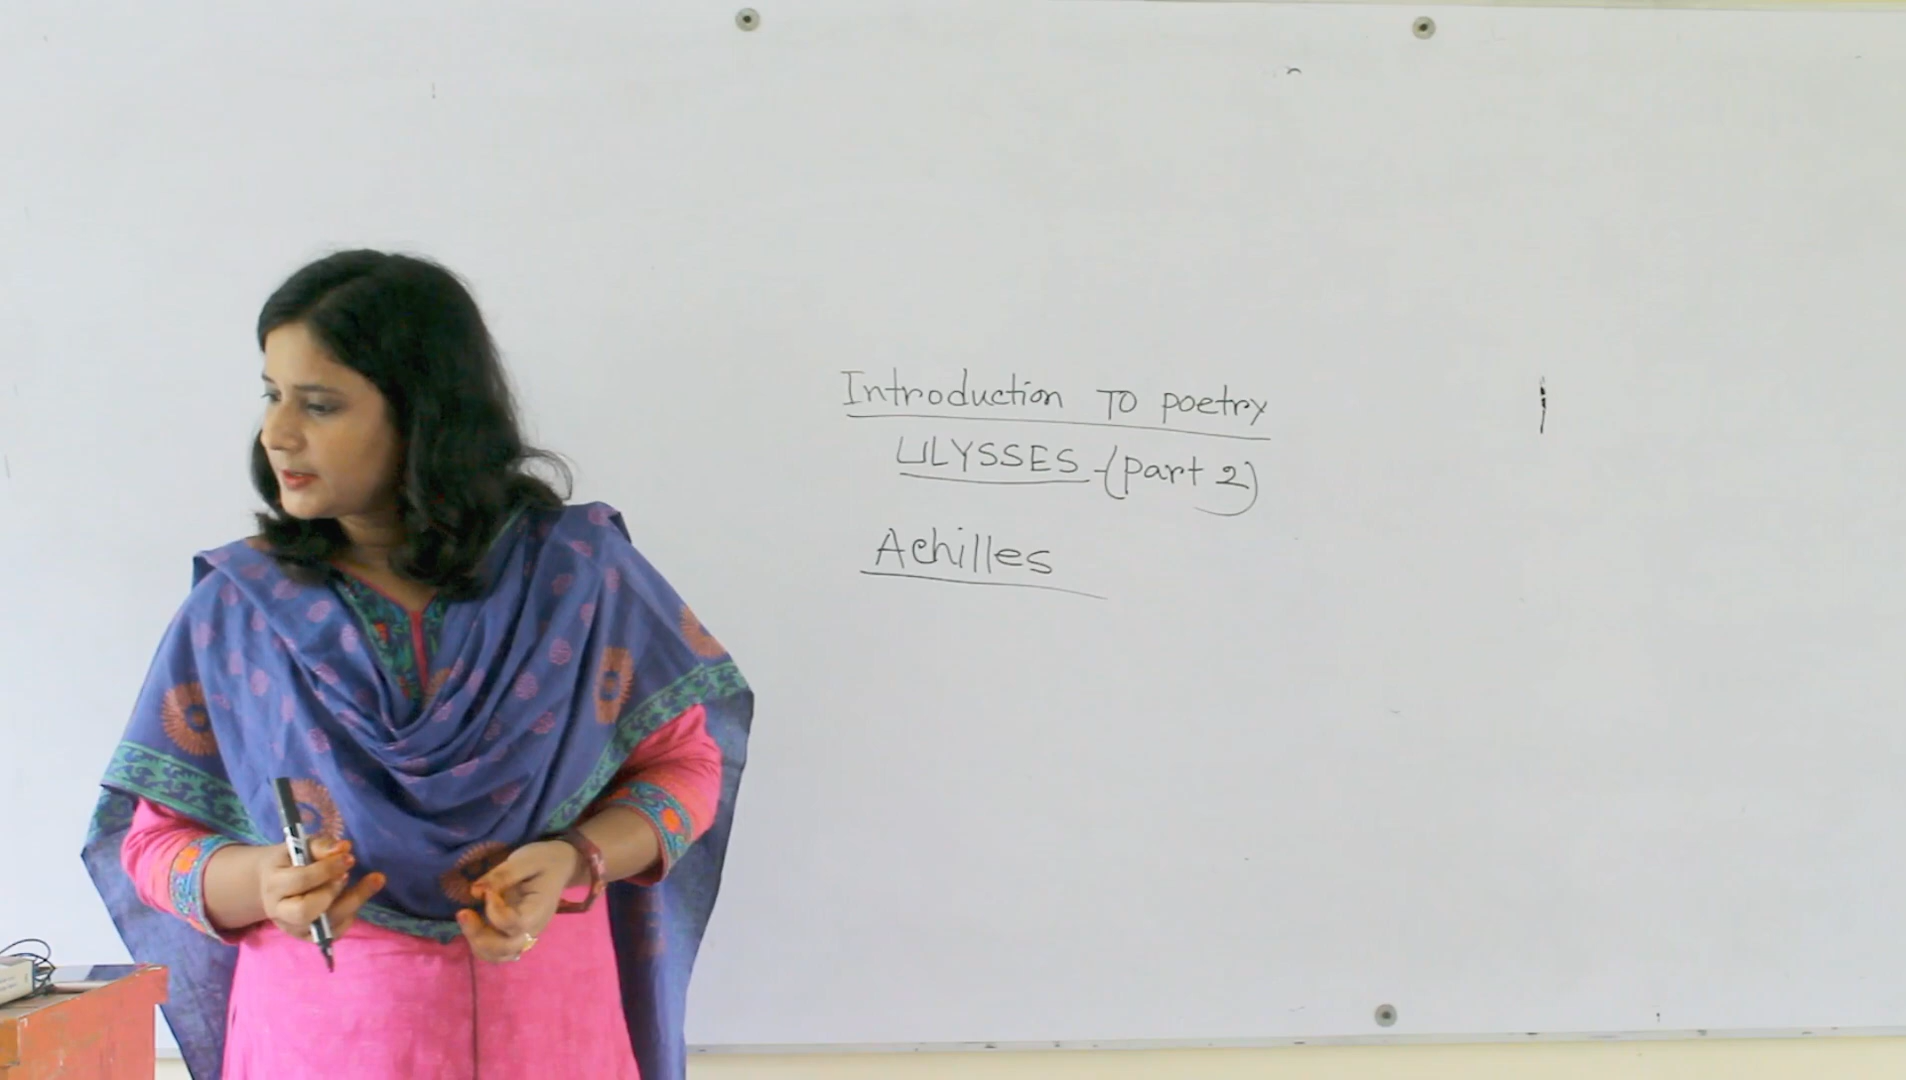 Introduction To poetry
ULYSSES - (part 2)
Achilles